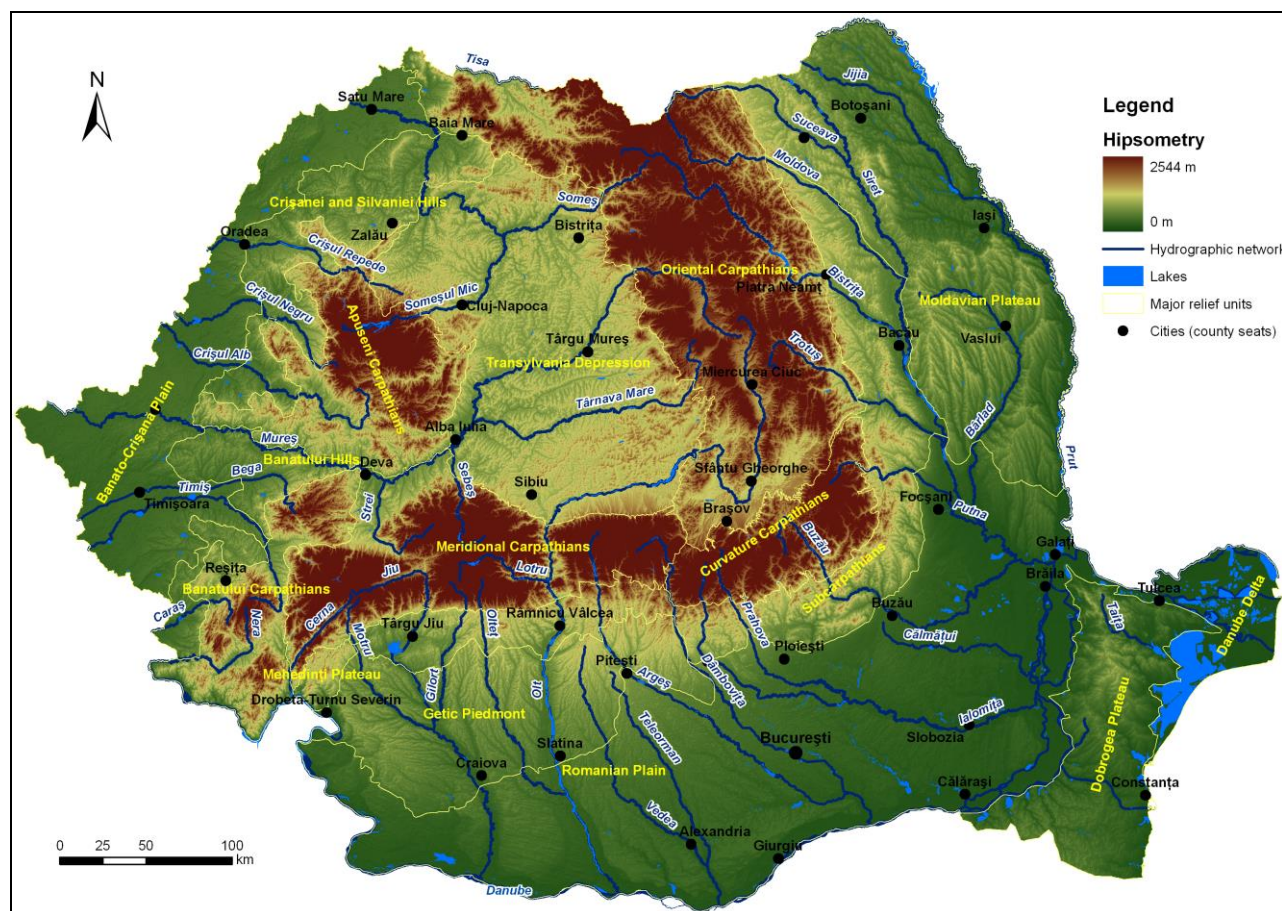 N
Tisa
Jijia
Satu Mare
Botoşani
Baia Mare
Suceava
Moldova
Siret
Someş
Crişanei and Silvaniei Hills
Iaşi
Zalău
Bistriţa
Oradea
Crişul Repede
Oriental Carpathians
Piatra Neamt
Bistriţa
Someşul Mic
Cluj-Napoca
Crişul Negru
Moldavian Plateau
Apuseni Carpathians
Târgu Mureş
Bacău
Vaslui
Trotuş
Crişul Alb
Transylvania Depression
Miercurea Ciuc
Târnava Mare
Bârlad
Banato-Crişana Plain
Mureş
Alba Iulia
Banatului Hills
Deva
Prut
Bega
Sebeş
Sfântu Gheorghe
Timiş
Sibiu
Focşani
Timişoara
Strei
Braşov
Putna
Curvature Carpathians
Buzău
Meridional Carpathians
Galaţi
Reşiţa
Jiu
Lotru
Subcarpathians
Brăila
Banatului Carpathians
Tulcea
Danube Delta
Caraş
Nera
Cerna
Olteţ
Râmnicu Vâlcea
Prahova
Buzău
Taiţa
Motru
Târgu Jiu
Călmăţui
Ploieşti
Mehedinţi Plateau
Piteşti
Gilort
Olt
Argeş
Dâmboviţa
Drobeta-Turnu Severin
Getic Piedmont
Teleorman
Ialomiţa
Dobrogea Plateau
Slobozia
Bucureşti
Slatina
Craiova
Romanian Plain
Călăraşi
Constanţa
Vedea
Alexandria
Giurgiu
Danube
0 25 50 100
km
Legend
Hipsometry
2544 m
0 m
Hydrographic network
Lakes
Major relief units
Cities (county seats)